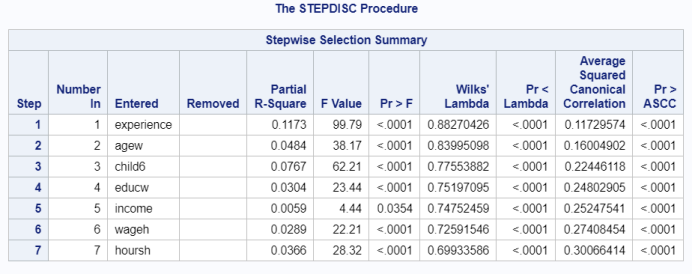 The STEPDISC Procedure
Stepwise Selection Summary
Step Number In Entered Removed Partial R-Square F Value Pr > F Wilks' Lambda Pr < Lambda Average Squared Canonical Correlation Pr > ASCC
1 1 experience 0.1173 99.79 <.0001 0.88270426 <.0001 0.11729574 <.0001
2 2 agew 0.0484 38.17 <.0001 0.83995098 <.0001 0.16004902 <.0001
3 3 child6 0.0767 62.21 <.0001 0.77553882 <.0001 0.22446118 <.0001
4 4 educw 0.0304 23.44 <.0001 0.75197095 <.0001 0.24802905 <.0001
5 5 income 0.0059 4.44 0.0354 0.74752459 <.0001 0.25247541 <.0001
6 6 wageh 0.0289 22.21 <.0001 0.72591546 <.0001 0.27408454 <.0001
7 7 hoursh 0.0366 28.32 <.0001 0.69933586 <.0001 0.30066414 <.0001